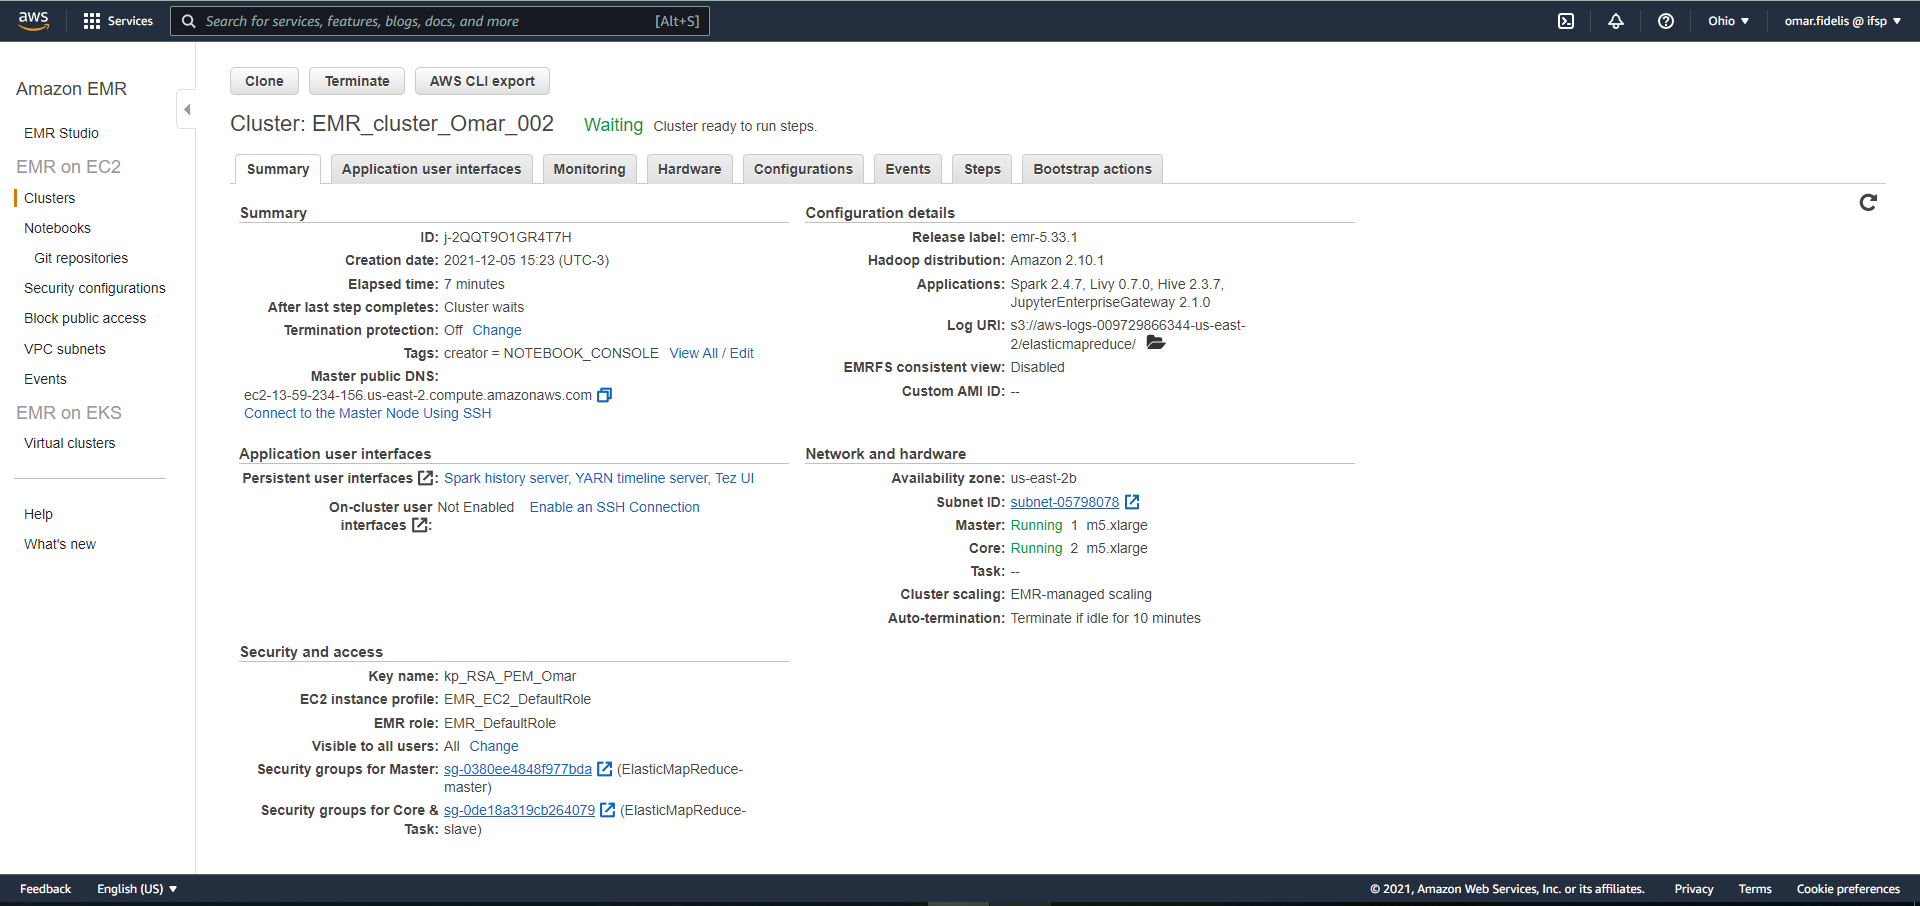 aws Services Search for services, features, blogs, docs, and more [Alt+S] Ohio ▼ omar.fidelis @ ifsp ▼
Amazon EMR
EMR Studio
EMR on EC2
Clusters
Notebooks
Git repositories
Security configurations
Block public access
VPC subnets
Events
EMR on EKS
Virtual clusters
Help
What's new
Clone Terminate AWS CLI export
Cluster: EMR_cluster_Omar_002 Waiting Cluster ready to run steps.
Summary Application user interfaces Monitoring Hardware Configurations Events Steps Bootstrap actions
Summary
ID: j-2QQT9O1GR4T7H
Creation date: 2021-12-05 15:23 (UTC-3)
Elapsed time: 7 minutes
After last step completes: Cluster waits
Termination protection: Off Change
Tags: creator = NOTEBOOK_CONSOLE View All / Edit
Master public DNS:
ec2-13-59-234-156.us-east-2.compute.amazonaws.com
Connect to the Master Node Using SSH
Configuration details
Release label: emr-5.33.1
Hadoop distribution: Amazon 2.10.1
Applications: Spark 2.4.7, Livy 0.7.0, Hive 2.3.7,
JupyterEnterpriseGateway 2.1.0
Log URI: s3://aws-logs-009729866344-us-east-
2/elasticmapreduce/
EMRFS consistent view: Disabled
Custom AMI ID: --
Application user interfaces
Persistent user interfaces : Spark history server, YARN timeline server, Tez UI
On-cluster user Not Enabled Enable an SSH Connection
interfaces :
Network and hardware
Availability zone: us-east-2b
Subnet ID: subnet-05798078
Master: Running 1 m5.xlarge
Core: Running 2 m5.xlarge
Task: --
Cluster scaling: EMR-managed scaling
Auto-termination: Terminate if idle for 10 minutes
Security and access
Key name: kp_RSA_PEM_Omar
EC2 instance profile: EMR_EC2_DefaultRole
EMR role: EMR_DefaultRole
Visible to all users: All Change
Security groups for Master: sg-0380ee4848f977bda (ElasticMapReduce-
master)
Security groups for Core & sg-0de18a319cb264079 (ElasticMapReduce-
Task: slave)
Feedback English (US) ▼ © 2021, Amazon Web Services, Inc. or its affiliates. Privacy Terms Cookie preferences